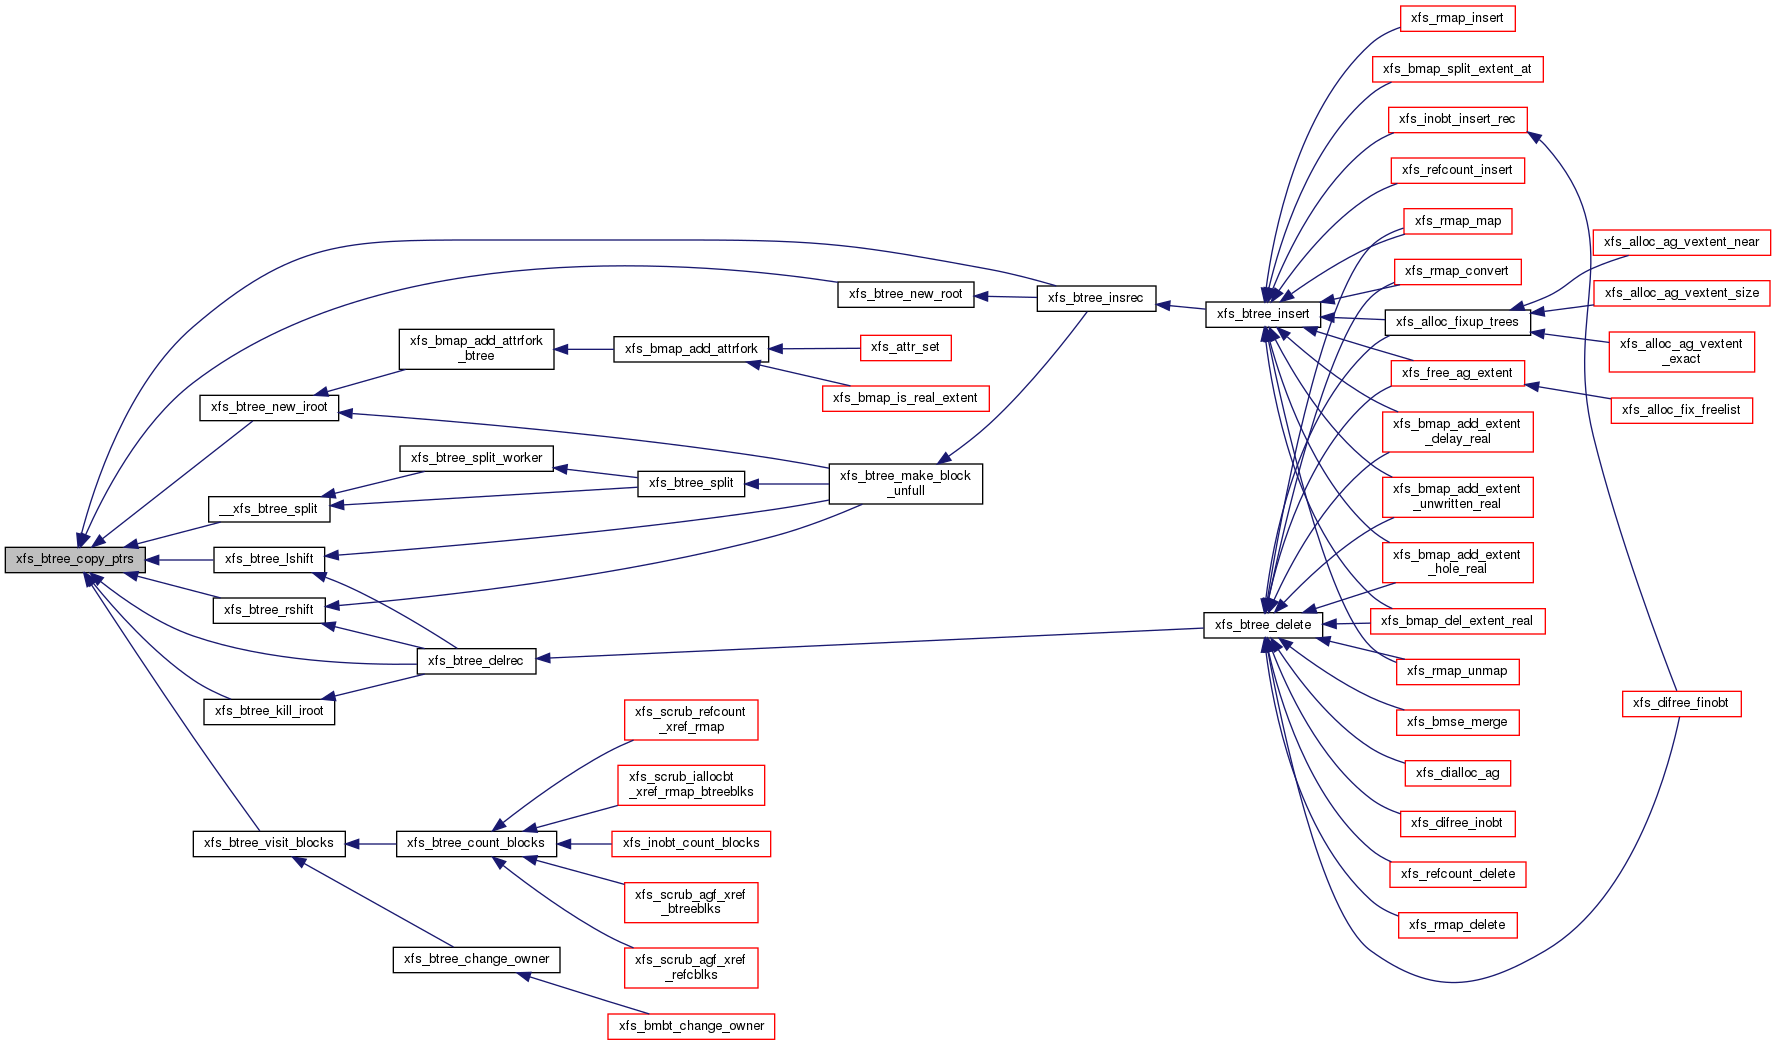 xfs_rmap_insert
xfs_bmap_split_extent_at
xfs_inobt_insert_rec
xfs_refcount_insert
xfs_rmap_map
xfs_alloc_ag_vextent_near
xfs_rmap_convert
xfs_btree_new_root
xfs_btree_insrec
xfs_alloc_ag_vextent_size
xfs_btree_insert
xfs_alloc_fixup_trees
xfs_bmap_add_attrfork
_btree
xfs_bmap_add_attrfork
xfs_attr_set
xfs_alloc_ag_vextent
_exact
xfs_free_ag_extent
xfs_bmap_is_real_extent
xfs_btree_new_iroot
xfs_alloc_fix_freelist
xfs_bmap_add_extent
_delay_real
xfs_btree_split_worker
xfs_btree_split
xfs_btree_make_block
_unfull
xfs_bmap_add_extent
_unwritten_real
__xfs_btree_split
xfs_btree_copy_ptrs
xfs_btree_lshift
xfs_bmap_add_extent
_hole_real
xfs_btree_rshift
xfs_btree_delete
xfs_bmap_del_extent_real
xfs_btree_delrec
xfs_rmap_unmap
xfs_btree_kill_iroot
xfs_scrub_refcount
_xref_rmap
xfs_bmse_merge
xfs_difree_finobt
xfs_scrub_iallocbt
_xref_rmap_btreeblks
xfs_dialloc_ag
xfs_difree_inobt
xfs_btree_visit_blocks
xfs_btree_count_blocks
xfs_inobt_count_blocks
xfs_refcount_delete
xfs_scrub_agf_xref
_btreeblks
xfs_rmap_delete
xfs_btree_change_owner
xfs_scrub_agf_xref
_refcblks
xfs_bmbt_change_owner